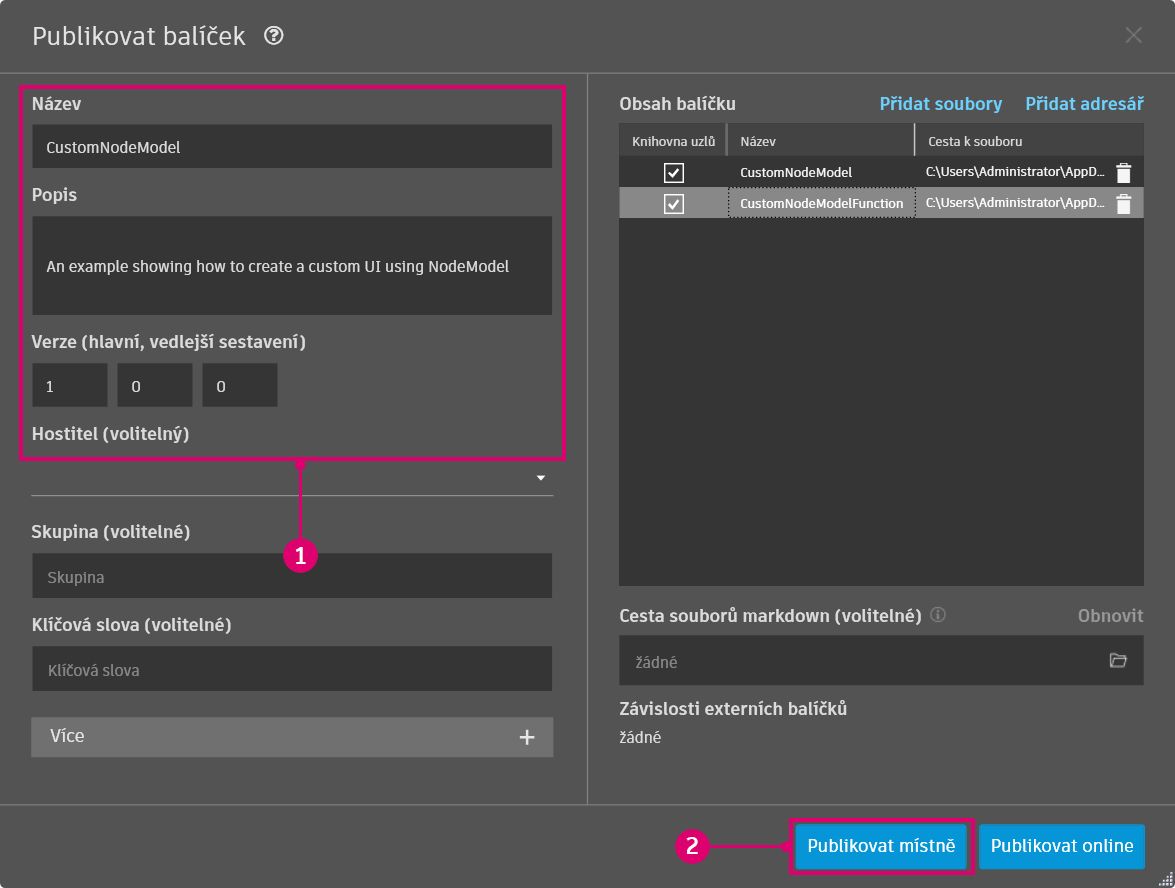 Publikovat balíček
Název
CustomNodeModel
Popis
An example showing how to create a custom UI using NodeModel
Verze (hlavní, vedlejší sestavení)
1 0 0
Hostitel (volitelný)
1
Skupina (volitelné)
Skupina
Klíčová slova (volitelné)
Klíčová slova
Více
Obsah balíčku Přidat soubory Přidat adresář
Knihovna uzlů Název Cesta k souboru
CustomNodeModel C:\Users\Administrator\AppD...
CustomNodeModelFunction C:\Users\Administrator\AppD...
Cesta souborů markdown (volitelné) Obnovit
žádné
Závislosti externích balíčků
žádné
2 Publikovat místně Publikovat online